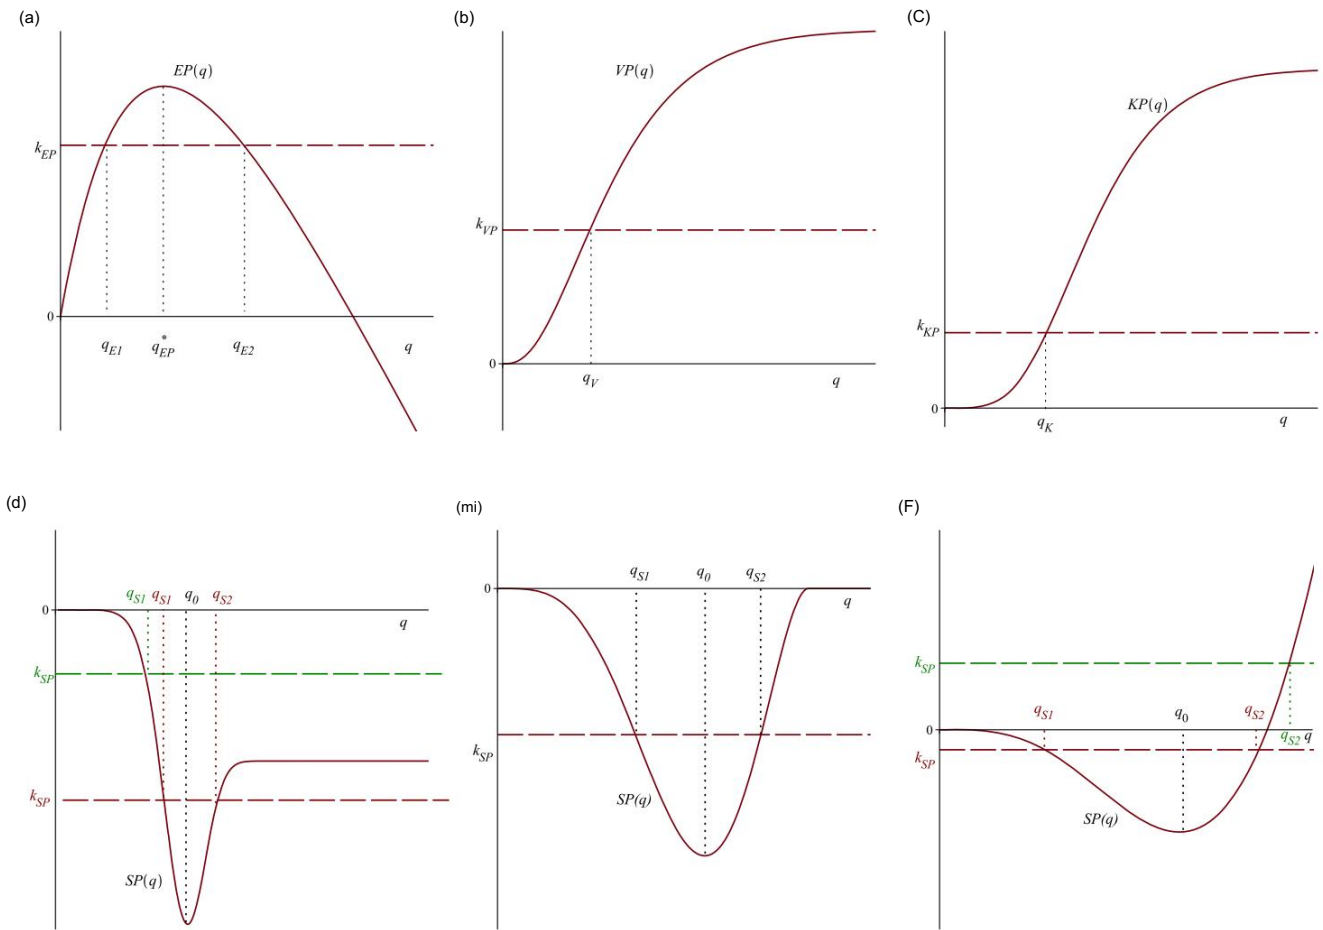 (a)
EP(q)
k_EP
0
q_E1
q*_EP
q_E2
q
(b)
VP(q)
k_VP
0
q_V
q
(C)
KP(q)
k_KP
0
q_K
q
(d)
q_S1
q_S1
q_0
q_S2
0
q
k_SP
k_SP
SP(q)
(mi)
q_S1
q_0
q_S2
0
q
k_SP
SP(q)
(F)
k_SP
q_S1
q_0
q_S2
0
q_S2
q
k_SP
SP(q)